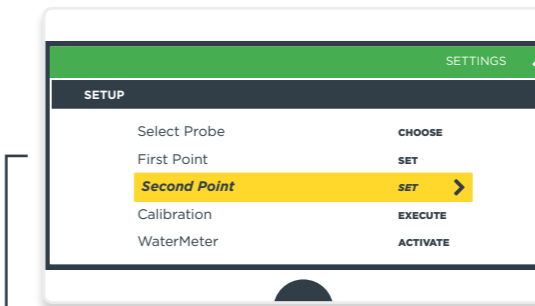 SETTINGS
SETUP
Select Probe CHOOSE
First Point SET
Second Point SET
Calibration EXECUTE
WaterMeter ACTIVATE